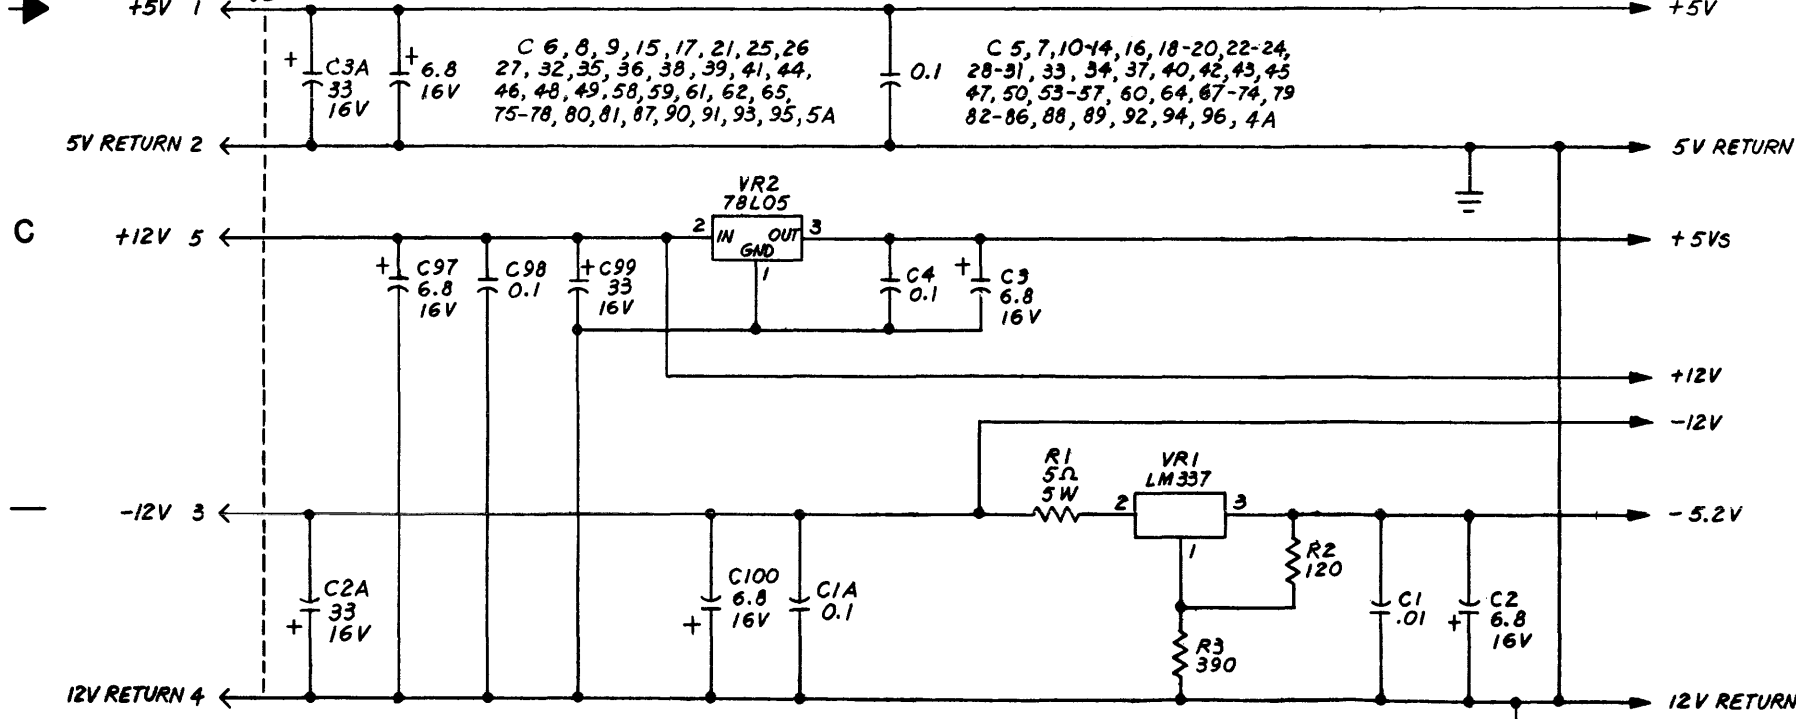 +5V 1
+5V
+ C3A
33
16V
+ 6.8
16V
C 6, 8, 9, 15, 17, 21, 25, 26
27, 32, 35, 36, 38, 39, 41, 44,
46, 48, 49, 58, 59, 61, 62, 65,
75-78, 80, 81, 87, 90, 91, 93, 95, 5A
0.1
C 5, 7, 10-14, 16, 18-20, 22-24,
28-31, 33, 34, 37, 40, 42, 43, 45
47, 50, 53-57, 60, 64, 67-74, 79
82-86, 88, 89, 92, 94, 96, 4A
5V RETURN 2
5V RETURN
C
+12V 5
VR2
78L05
2
IN OUT
GND
3
1
+5Vs
+ C97
6.8
16V
C98
0.1
+ C99
33
16V
C4
0.1
+ C3
6.8
16V
+12V
-12V
-12V 3
R1
5Ω
5W
VR1
LM337
2
3
1
-5.2V
R2
120
C2A
33
+ 16V
C100
6.8
+ 16V
C1A
0.1
R3
390
C1
.01
C2
+ 6.8
16V
12V RETURN 4
12V RETURN